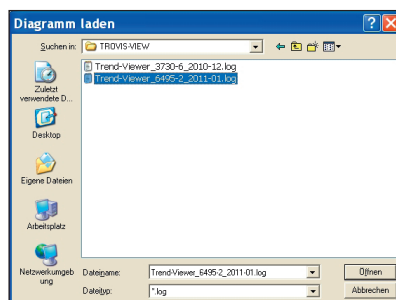 Diagramm laden
Suchen in:
TROVIS-VIEW
Trend-Viewer_3730-6_2010-12.log
Trend-Viewer_6495-2_2011-01.log
Zuletzt
verwendete D...
Desktop
Eigene Dateien
Arbeitsplatz
Netzwerkumgeb
ung
Dateiname:
Trend-Viewer_6495-2_2011-01.log
Öffnen
Dateityp:
*.log
Abbrechen